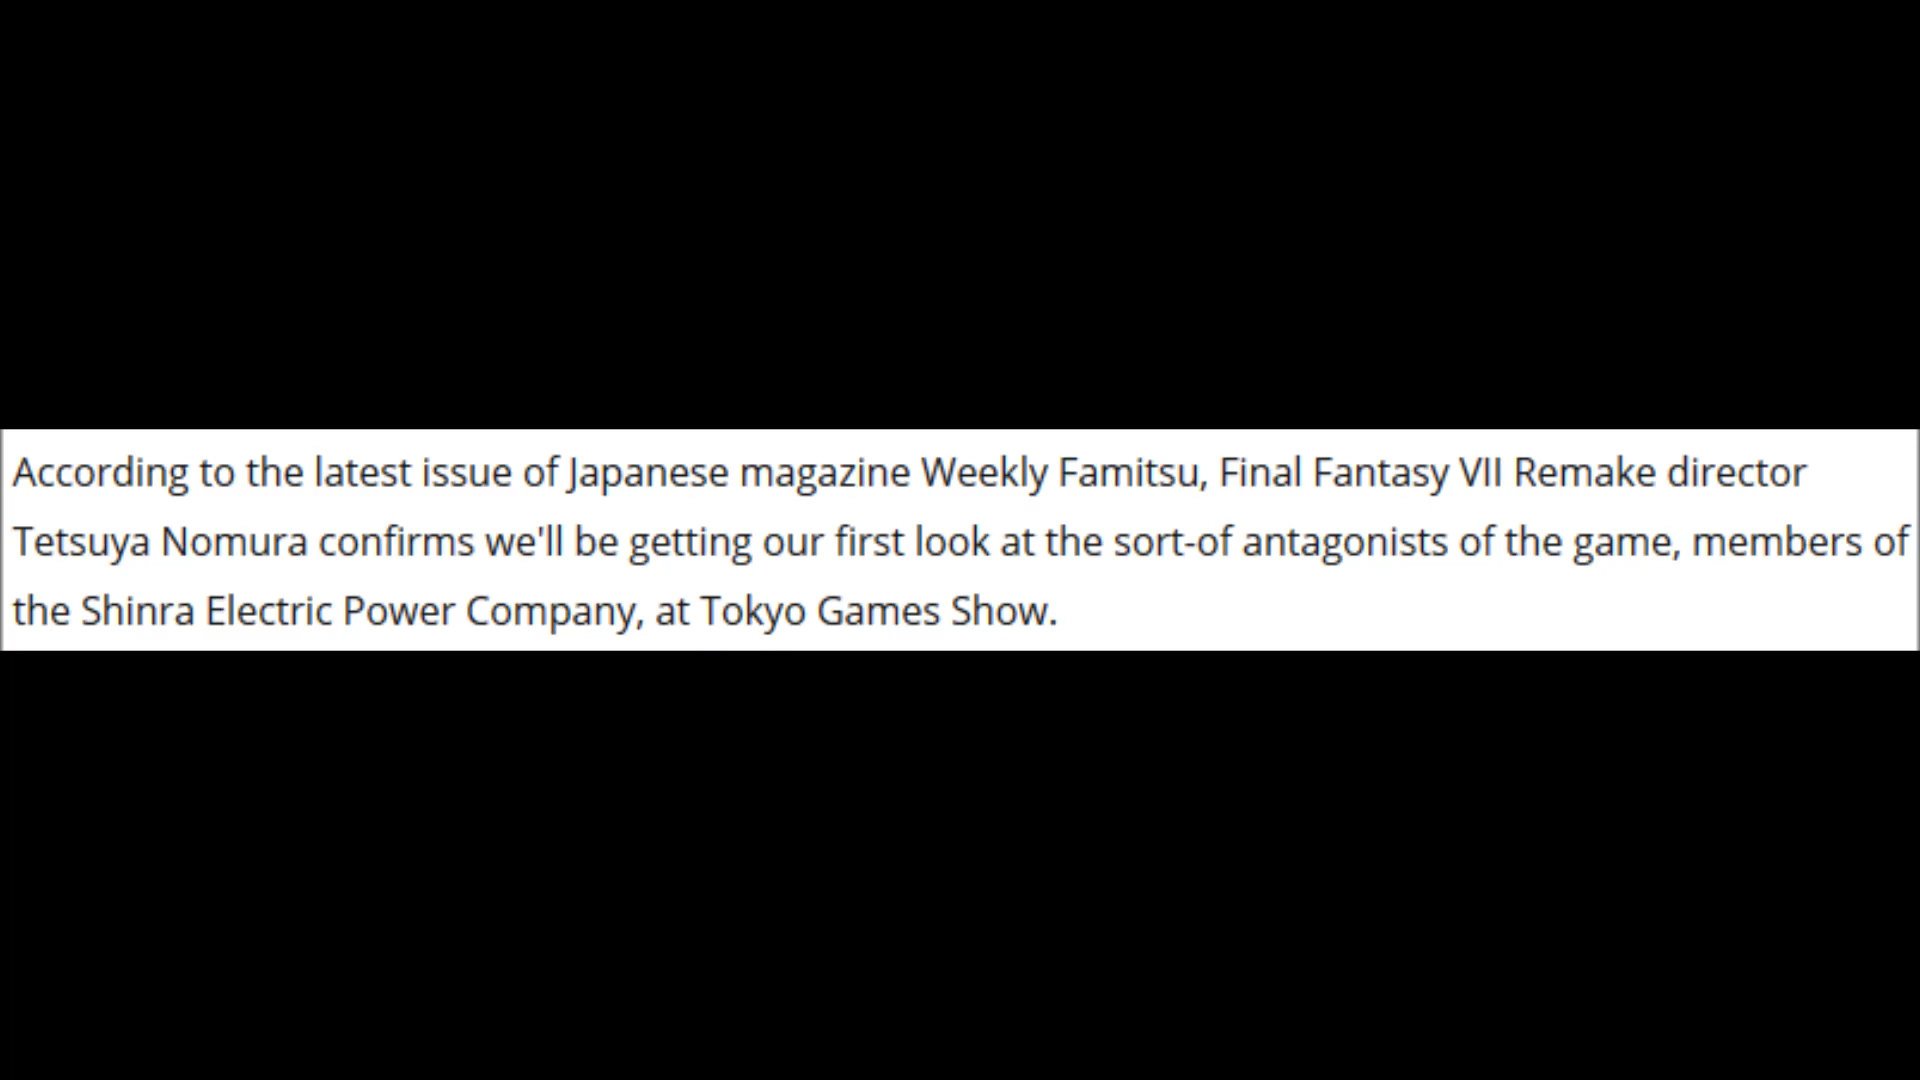 According to the latest issue of Japanese magazine Weekly Famitsu, Final Fantasy VII Remake director
Tetsuya Nomura confirms we'll be getting our first look at the sort-of antagonists of the game, members of
the Shinra Electric Power Company, at Tokyo Games Show.